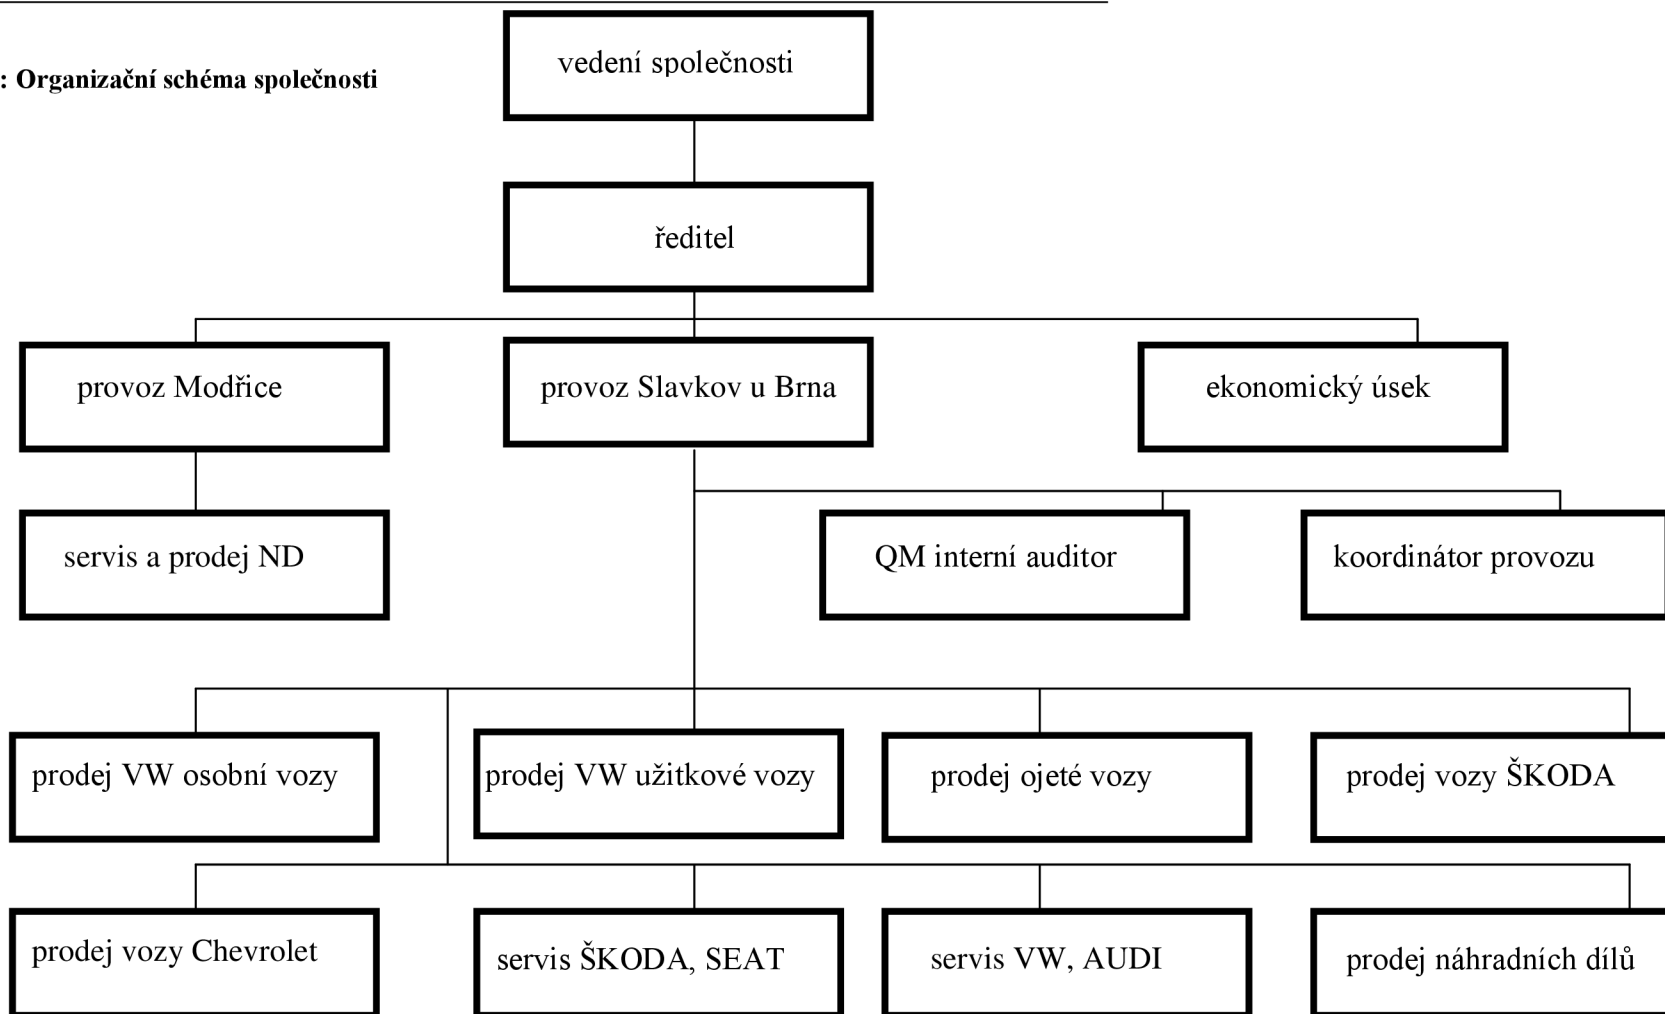 vedení společnosti
: Organizační schéma společnosti
ředitel
provoz Modřice
provoz Slavkov u Brna
ekonomický úsek
servis a prodej ND
QM interní auditor
koordinátor provozu
prodej VW osobní vozy
prodej VW užitkové vozy
prodej ojeté vozy
prodej vozy ŠKODA
prodej vozy Chevrolet
servis ŠKODA, SEAT
servis VW, AUDI
prodej náhradních dílů